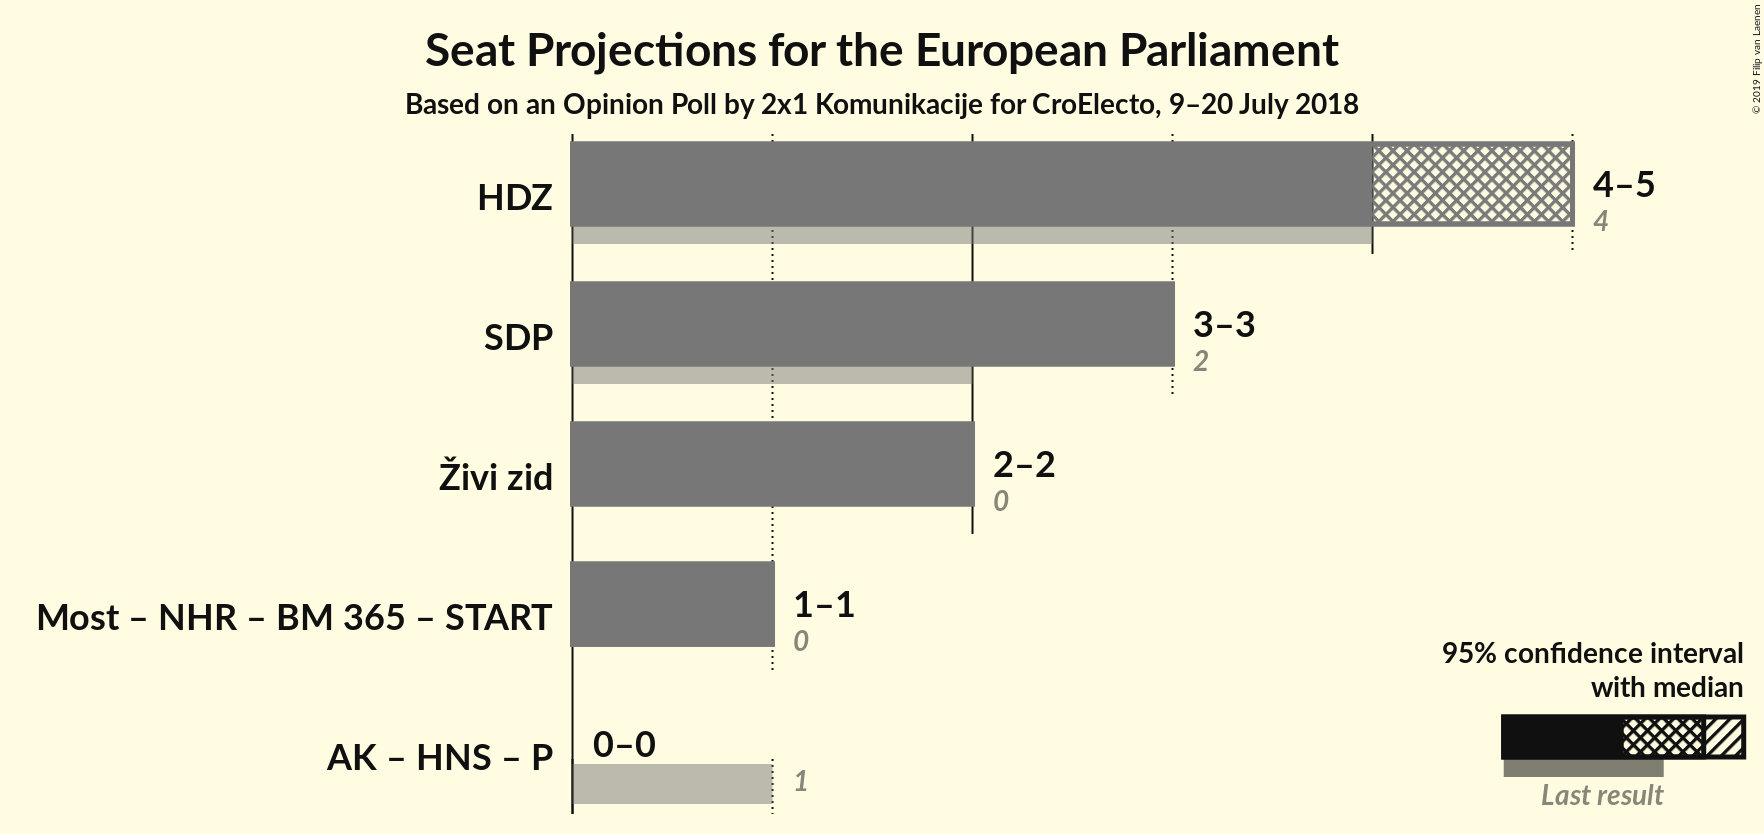 Seat Projections for the European Parliament
Based on an Opinion Poll by 2x1 Komunikacije for CroElecto, 9–20 July 2018
© 2019 Filip van Laenen
HDZ
4–5
4
SDP
3–3
2
Živi zid
2–2
0
Most – NHR – BM 365 – START
1–1
0
AK – HNS – P
0–0
1
95% confidence interval
with median
Last result